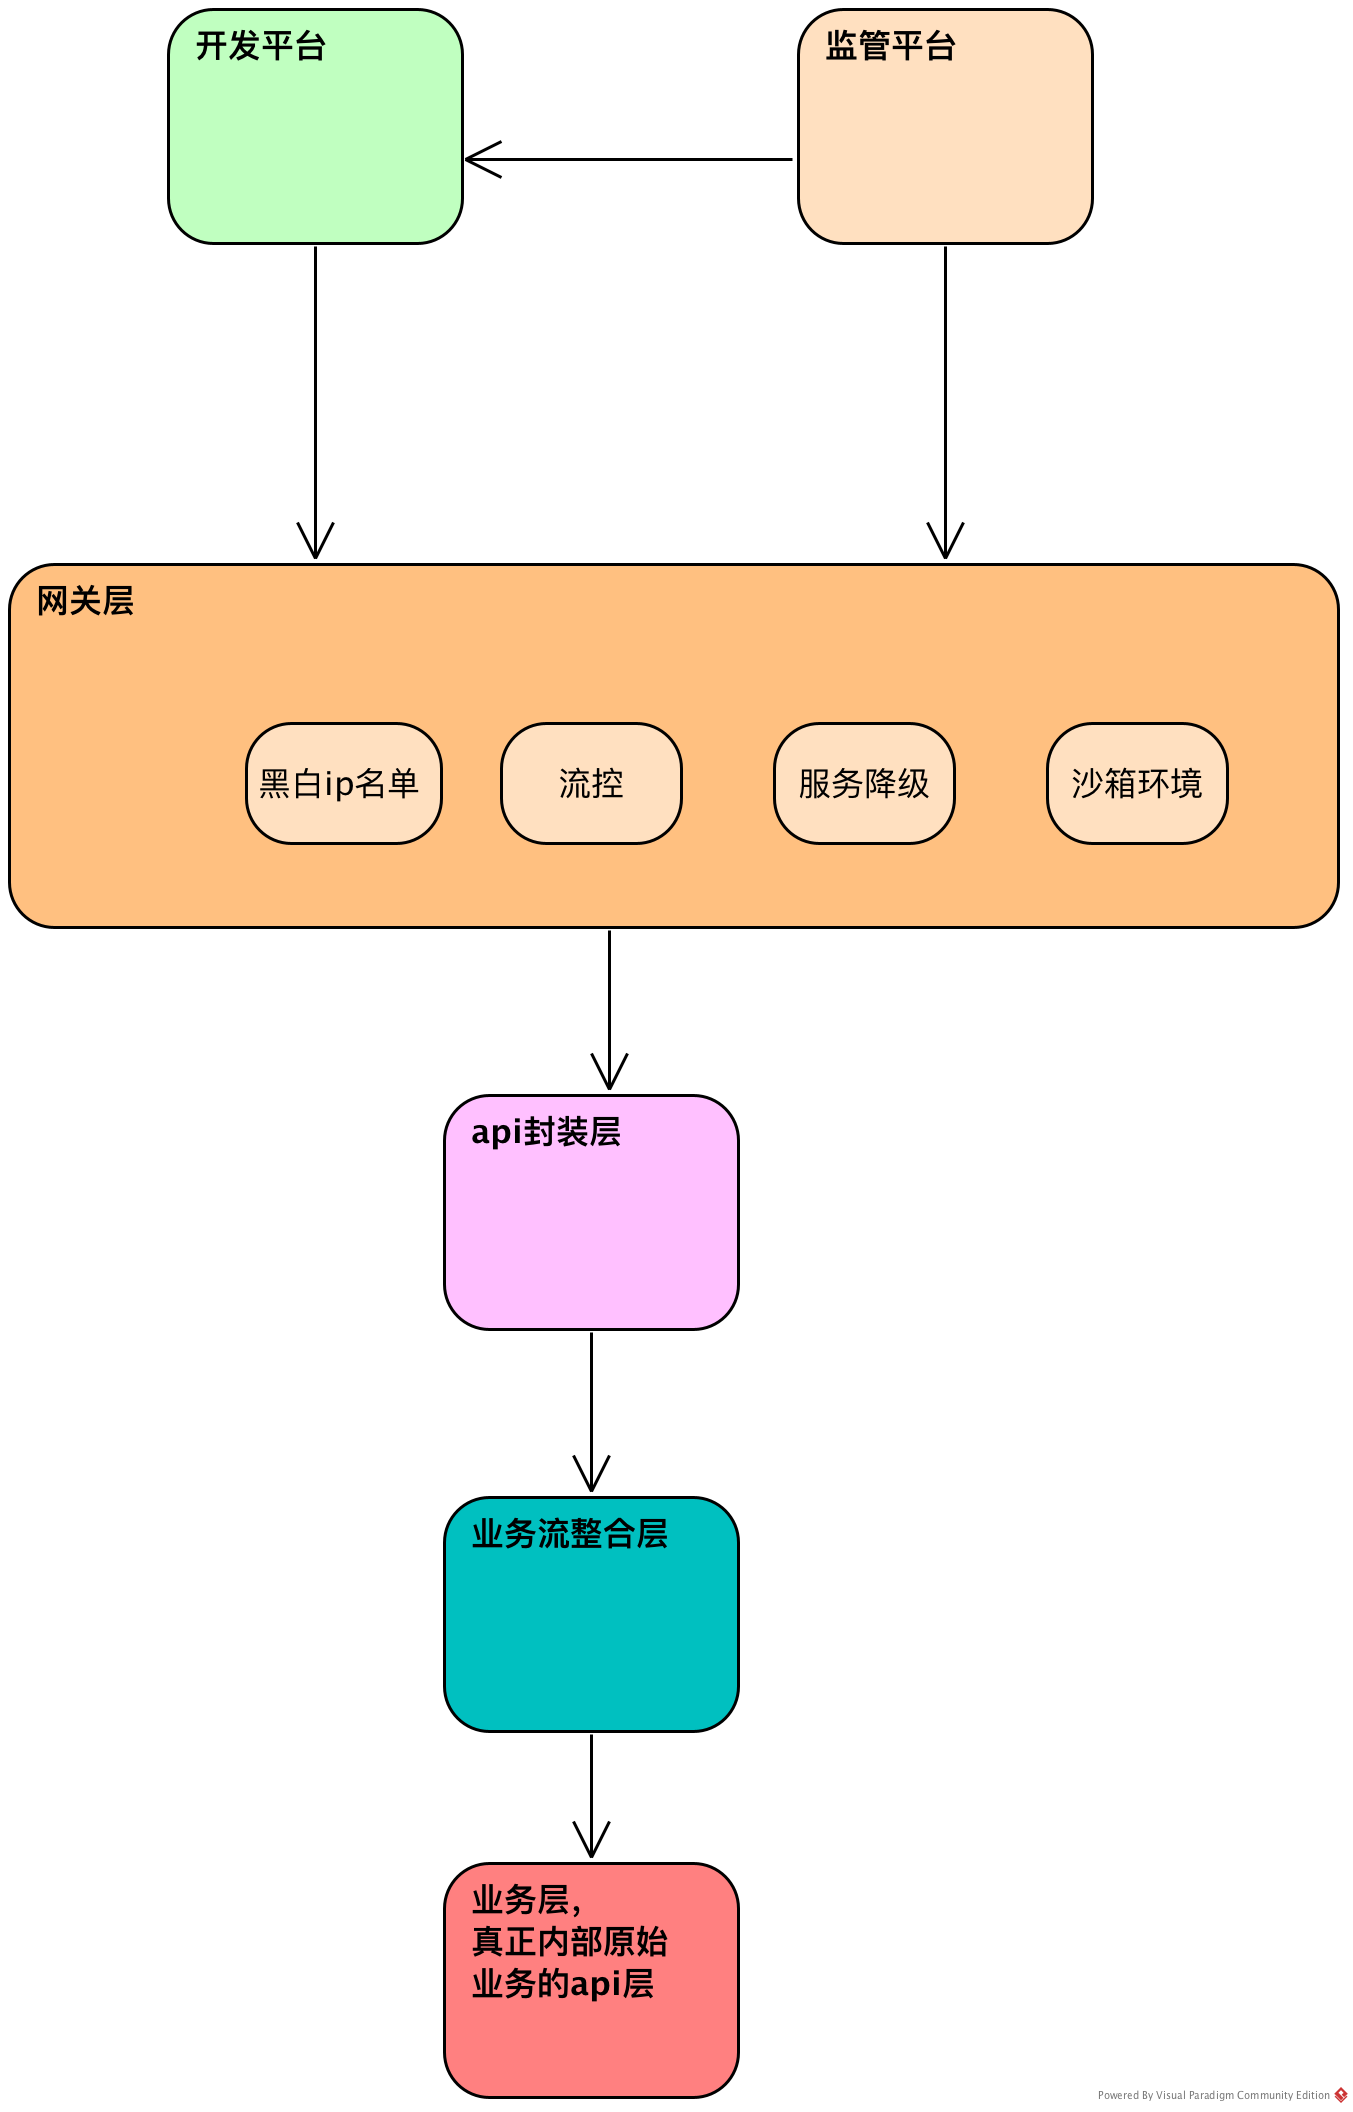 开发平台
监管平台
网关层
黑白ip名单
流控
服务降级
沙箱环境
api封装层
业务流整合层
业务层，
真正内部原始
业务的api层
Powered By Visual Paradigm Community Edition